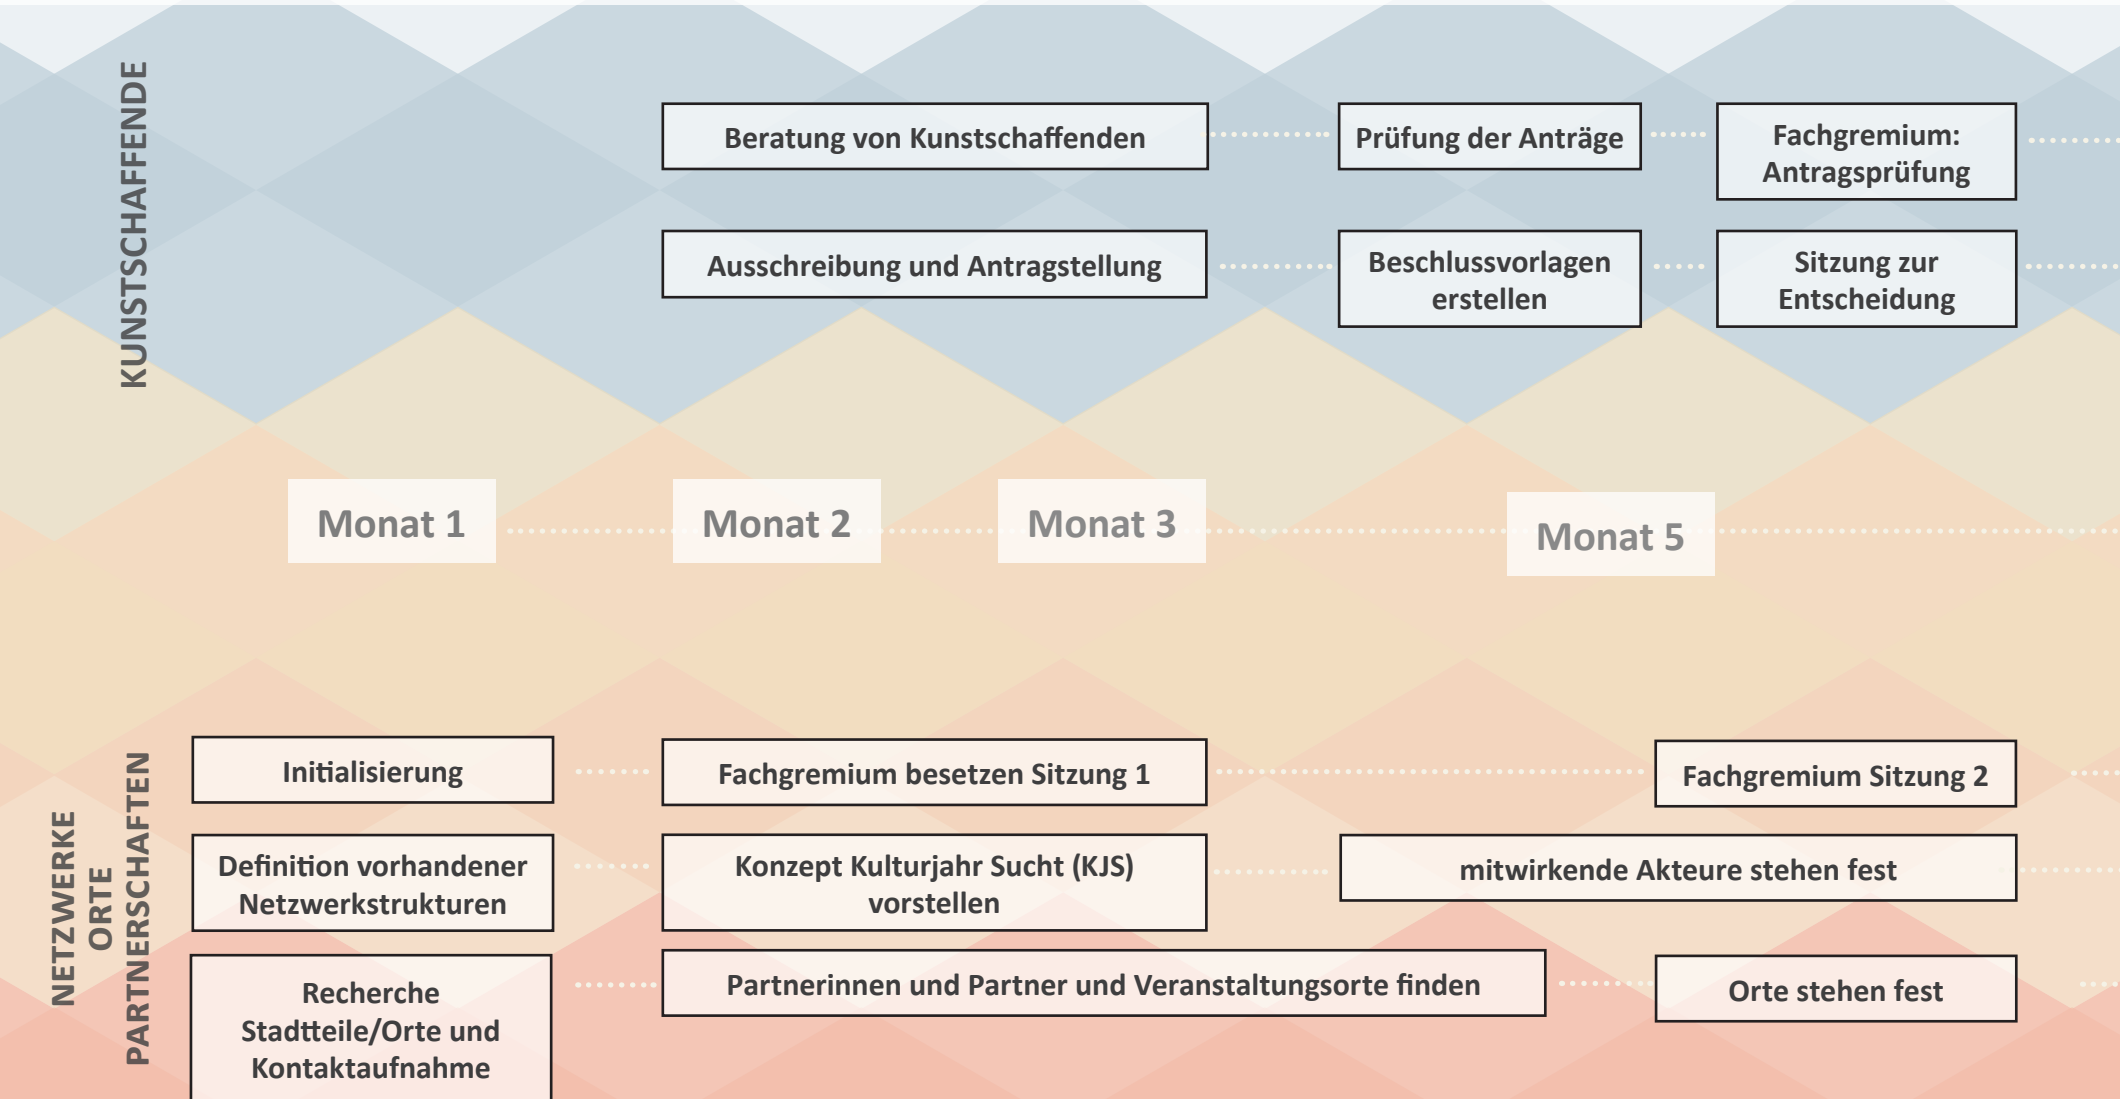 KUNSTSCHAFFENDE
Beratung von Kunstschaffenden
Prüfung der Anträge
Fachgremium:
Antragsprüfung
Ausschreibung und Antragstellung
Beschlussvorlagen
erstellen
Sitzung zur
Entscheidung
Monat 1
Monat 2
Monat 3
Monat 5
NETZWERKE
ORTE
PARTNERSCHAFTEN
Initialisierung
Fachgremium besetzen Sitzung 1
Fachgremium Sitzung 2
Definition vorhandener
Netzwerkstrukturen
Konzept Kulturjahr Sucht (KJS)
vorstellen
mitwirkende Akteure stehen fest
Recherche
Stadtteile/Orte und
Kontaktaufnahme
Partnerinnen und Partner und Veranstaltungsorte finden
Orte stehen fest